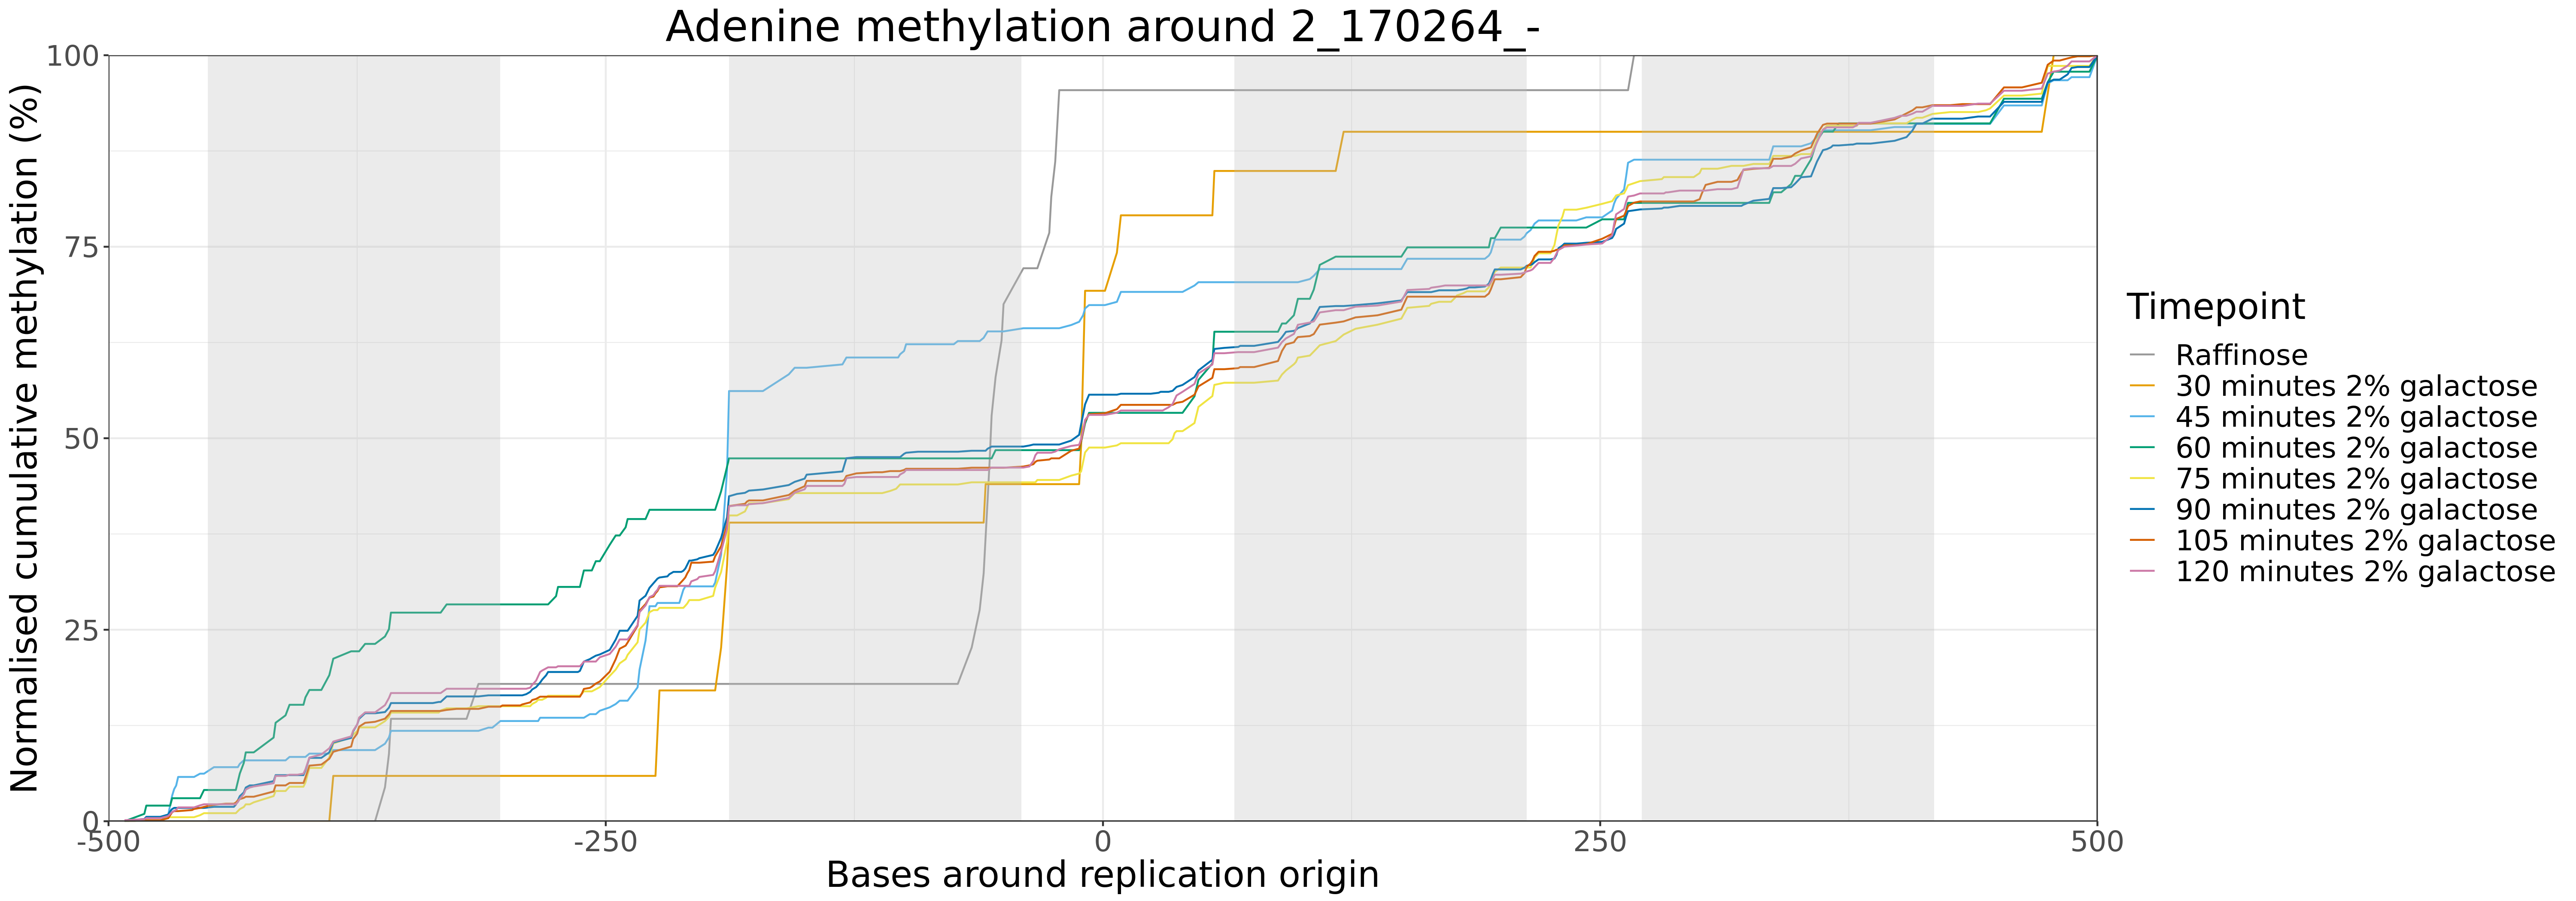 Adenine methylation around 2_170264_-
Normalised cumulative methylation (%)
100
75
50
25
0
-500
-250
0
250
500
Bases around replication origin
Timepoint
Raffinose
30 minutes 2% galactose
45 minutes 2% galactose
60 minutes 2% galactose
75 minutes 2% galactose
90 minutes 2% galactose
105 minutes 2% galactose
120 minutes 2% galactose